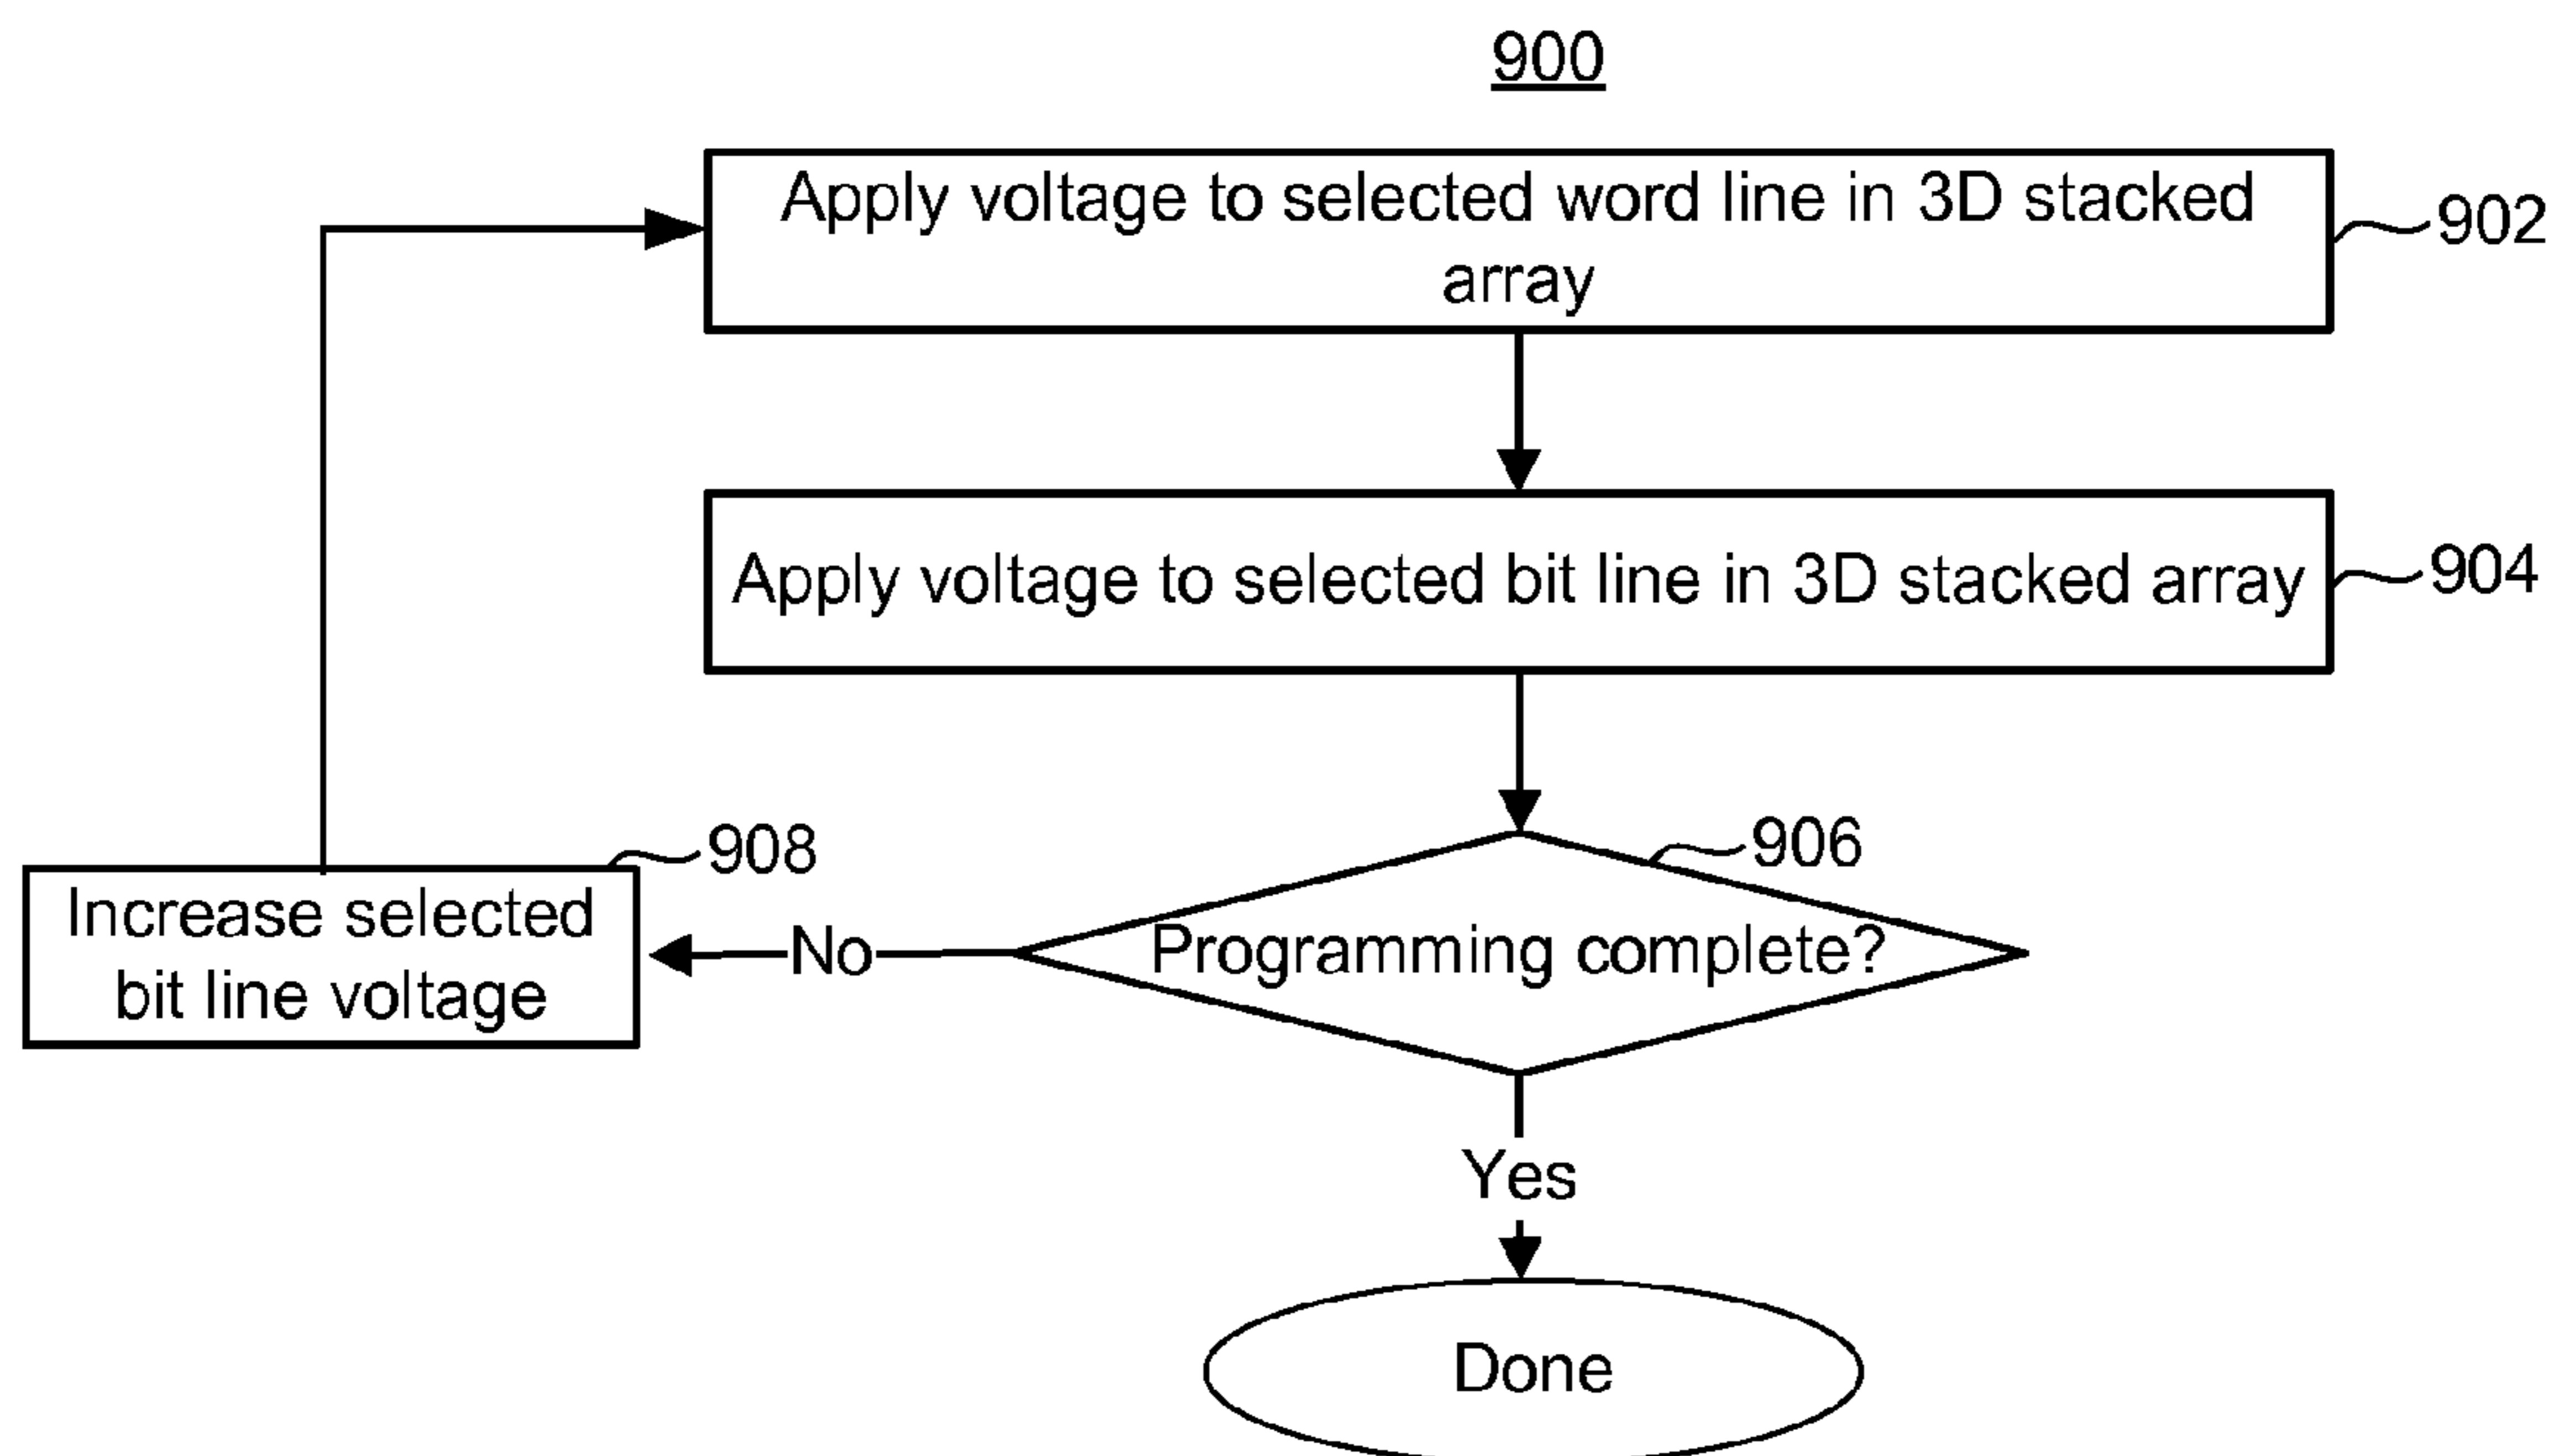 900
Apply voltage to selected word line in 3D stacked
array
902
Apply voltage to selected bit line in 3D stacked array
904
906
Programming complete?
No
908
Increase selected
bit line voltage
Yes
Done